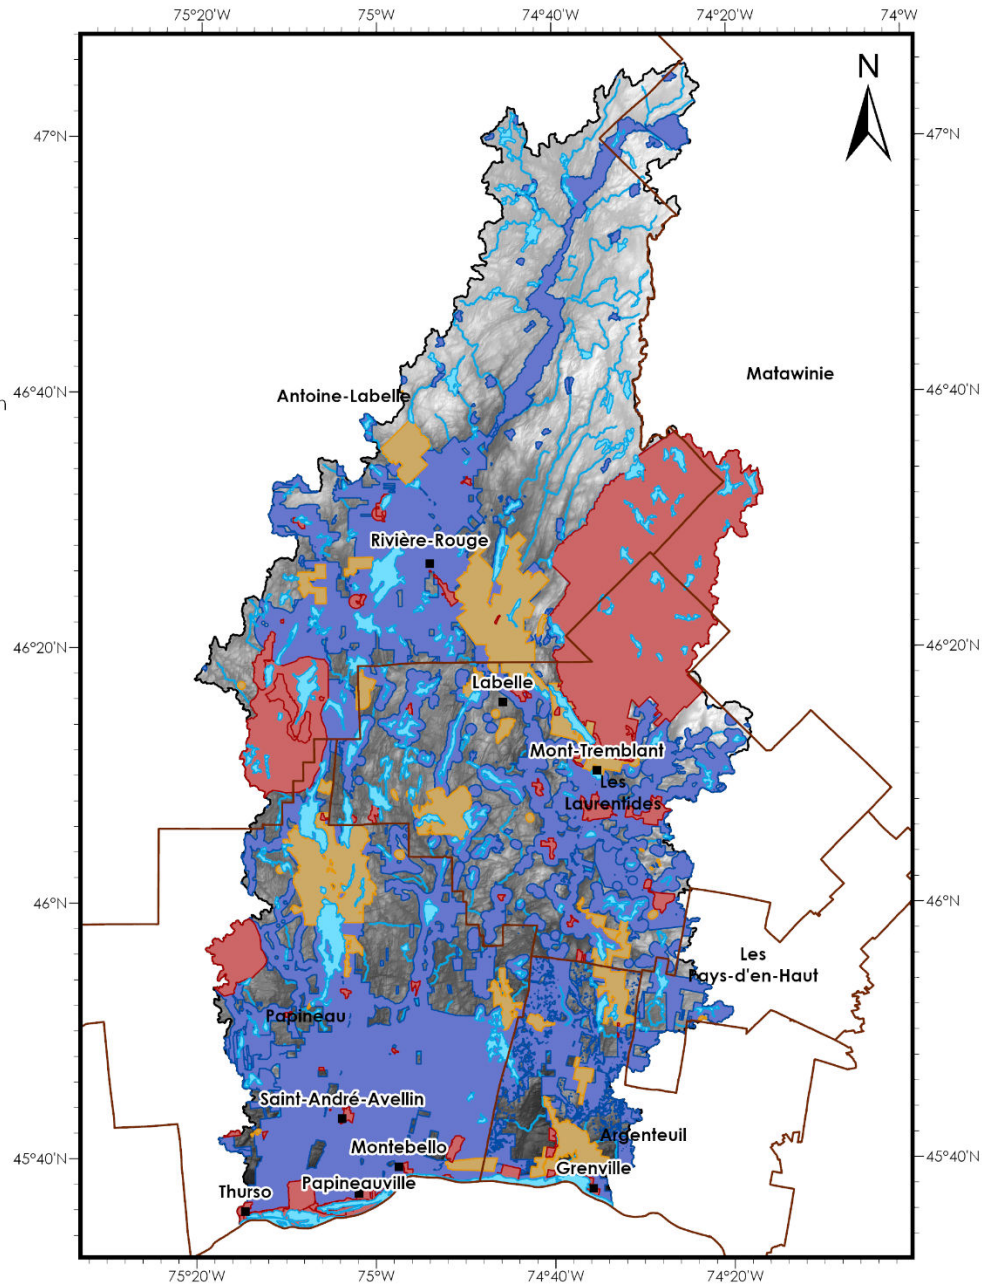 75°20'W 75°W 74°40'W 74°20'W 74°W
N
47°N 47°N
Matawinie
46°40'N 46°40'N
Antoine-Labelle
n
Rivière-Rouge
46°20'N 46°20'N
Labelle
Mont-Tremblant
Les
Laurentides
46°N 46°N
Les
Pays-d'en-Haut
Papineau
Saint-André-Avellin
Argenteuil
Montebello
45°40'N 45°40'N
Grenville
Papineauville
Thurso
75°20'W 75°W 74°40'W 74°20'W